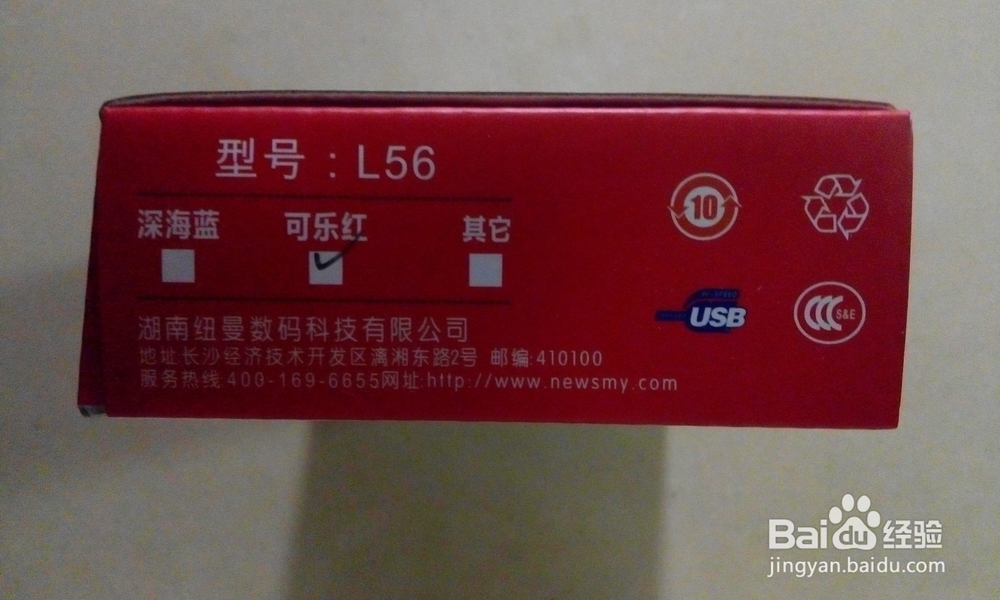 型号：L56
深海蓝 可乐红 其它
10
USB
S&E
湖南纽曼数码科技有限公司
地址长沙经济技术开发区漓湘东路2号 邮编:410100
服务热线:400-169-6655网址:http://www.newsmy.com
Bai du 经验
jingyan.baidu.com